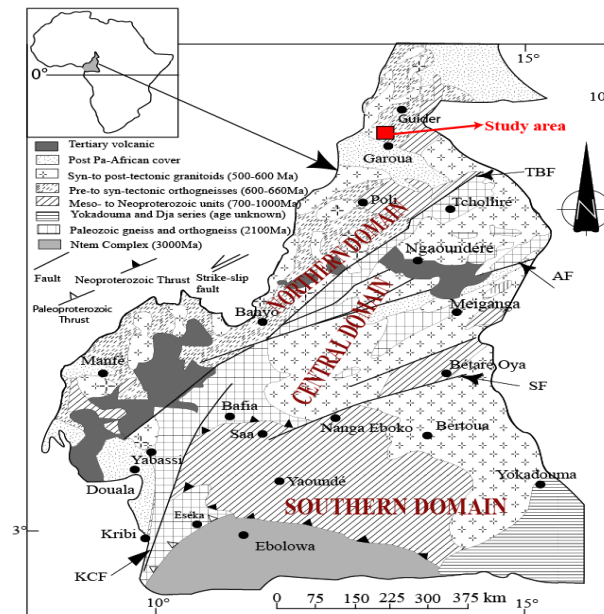 0°
15°
10
Guider
Study area
Garoua
Tertiary volcanic
Post Pa-African cover
Syn-to post-tectonic granitoids (500-600 Ma)
Pre-to syn-tectonic orthogneisses (600-660Ma)
Meso- to Neoproterozoic units (700-1000Ma)
Yokadouma and Dja series (age unknown)
Paleozoic gneiss and orthogneiss (2100Ma)
Ntem Complex (3000Ma)
Fault
Neoproterozoic Thrust
Strike-slip
fault
Paleoproterozoic
Thrust
TBF
Poli
Tcholliré
N
NORTHERN DOMAIN
Ngaoundéré
AF
Banyo
Meiganga
CENTRAL DOMAIN
Manfé
Bétaré Oya
SF
Bafia
Saa
Nanga Eboko
Bertoua
Yabassi
Douala
Yaoundé
Yokadouma
SOUTHERN DOMAIN
Eséka
3°
Kribi
Ebolowa
KCF
10
0 75 150 225 300 375 km
15°